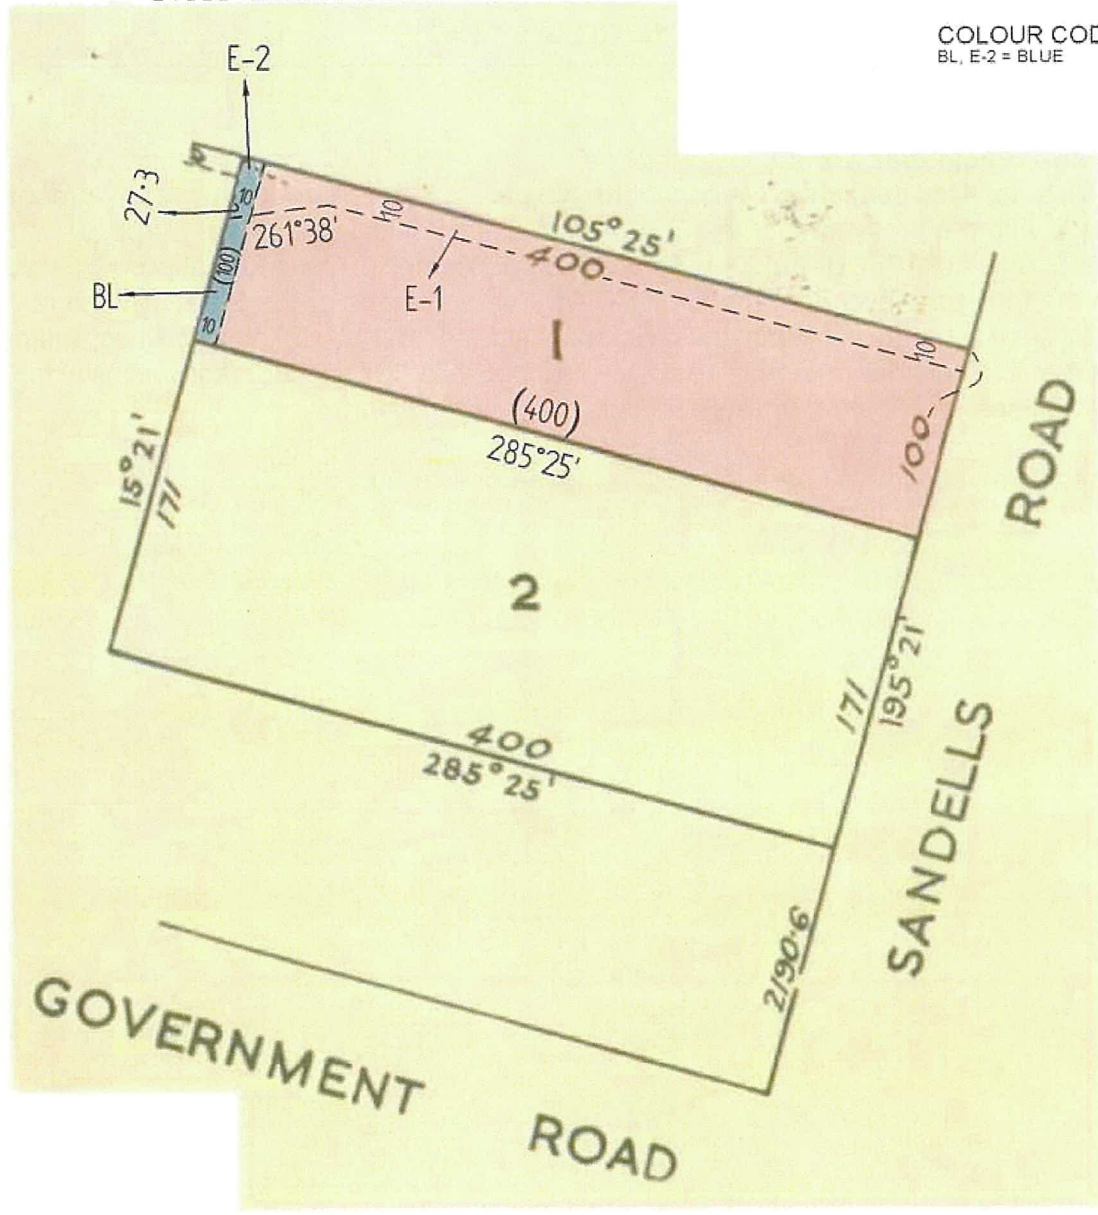 COLOUR COD
BL, E-2 = BLUE
E-2
27·3
10
261°38'
10
105°25'
400
E-1
BL
(100)
10
1
10
(400)
285°25'
100
ROAD
15°21'
171
2
171
195°21'
400
285°25'
SANDELLS
2190·6
GOVERNMENT
ROAD